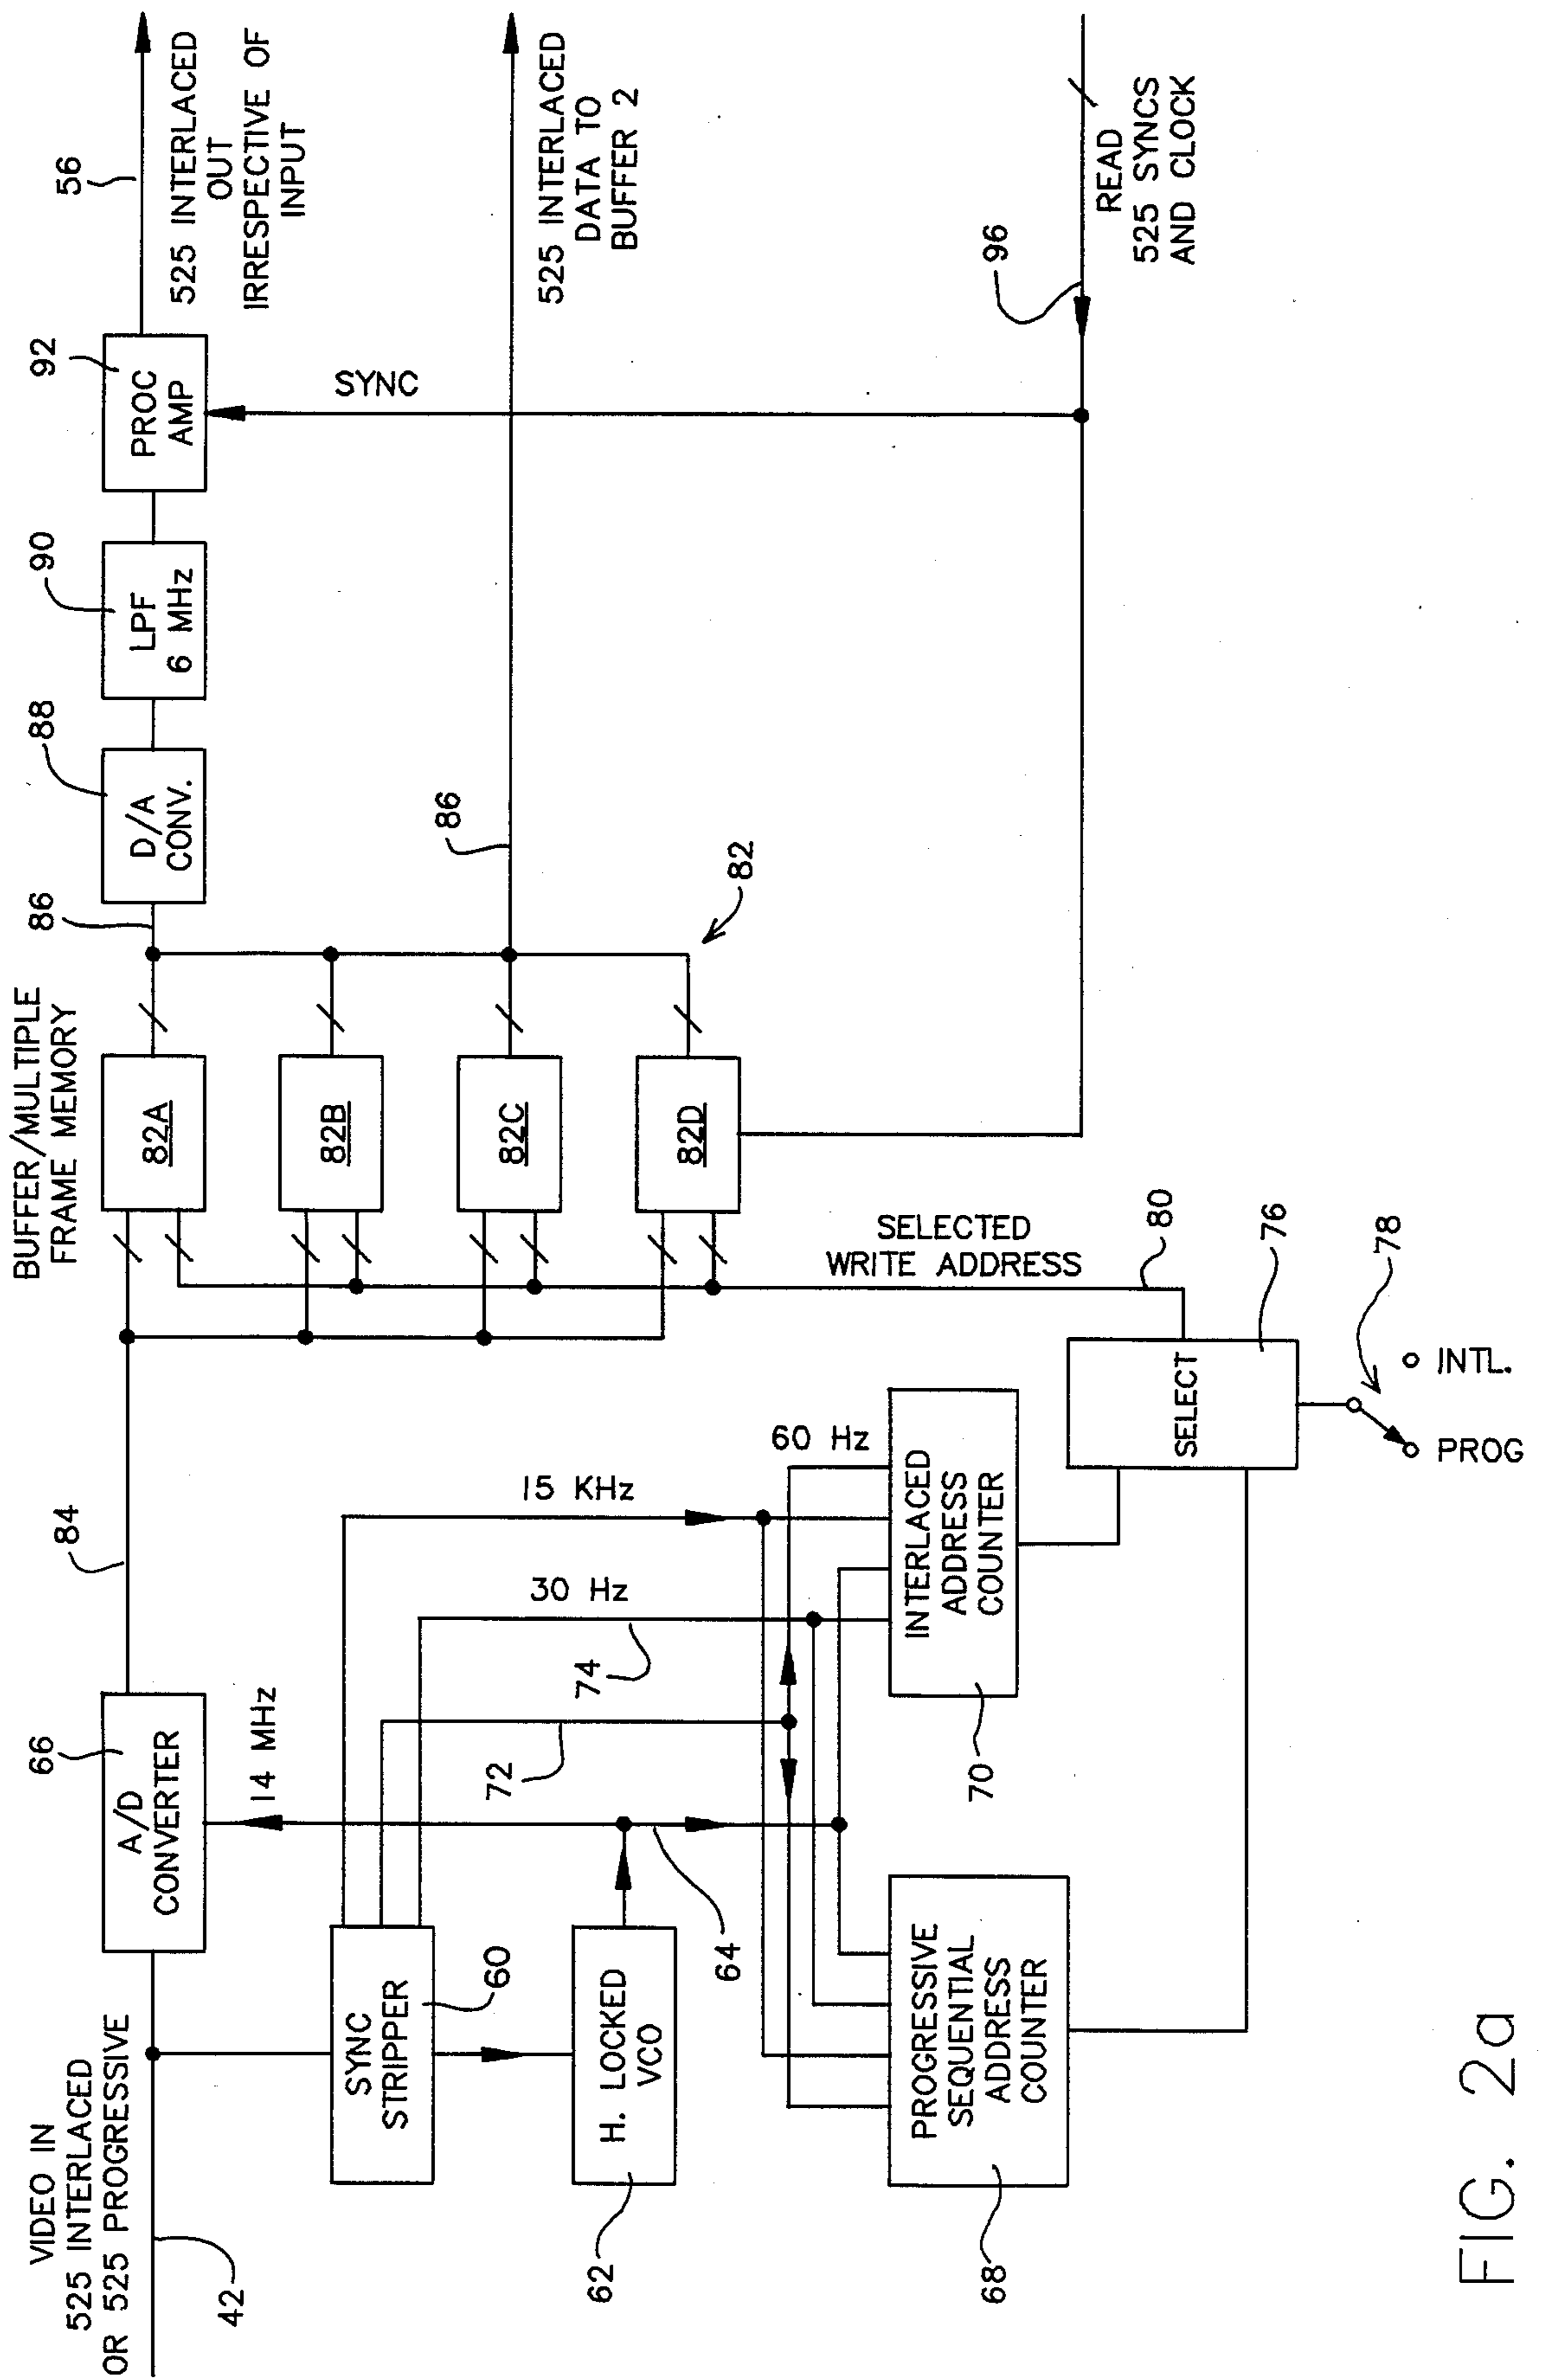 VIDEO IN
525 INTERLACED
OR 525 PROGRESSIVE
42
66
A/D
CONVERTER
14 MHz
84
BUFFER/MULTIPLE
FRAME MEMORY
82A
82B
82C
82D
82
86
88
D/A
CONV.
90
LPF
6 MHz
92
PROC
AMP
56
525 INTERLACED
OUT
IRRESPECTIVE OF
INPUT
86
525 INTERLACED
DATA TO
BUFFER 2
SYNC
96
READ
525 SYNCS
AND CLOCK
SYNC
STRIPPER
60
H. LOCKED
VCO
62
64
72
74
30 Hz
15 KHz
60 Hz
PROGRESSIVE
SEQUENTIAL
ADDRESS
COUNTER
68
INTERLACED
ADDRESS
COUNTER
70
SELECTED
WRITE ADDRESS
80
SELECT
76
78
PROG
INTL.
FIG. 2a